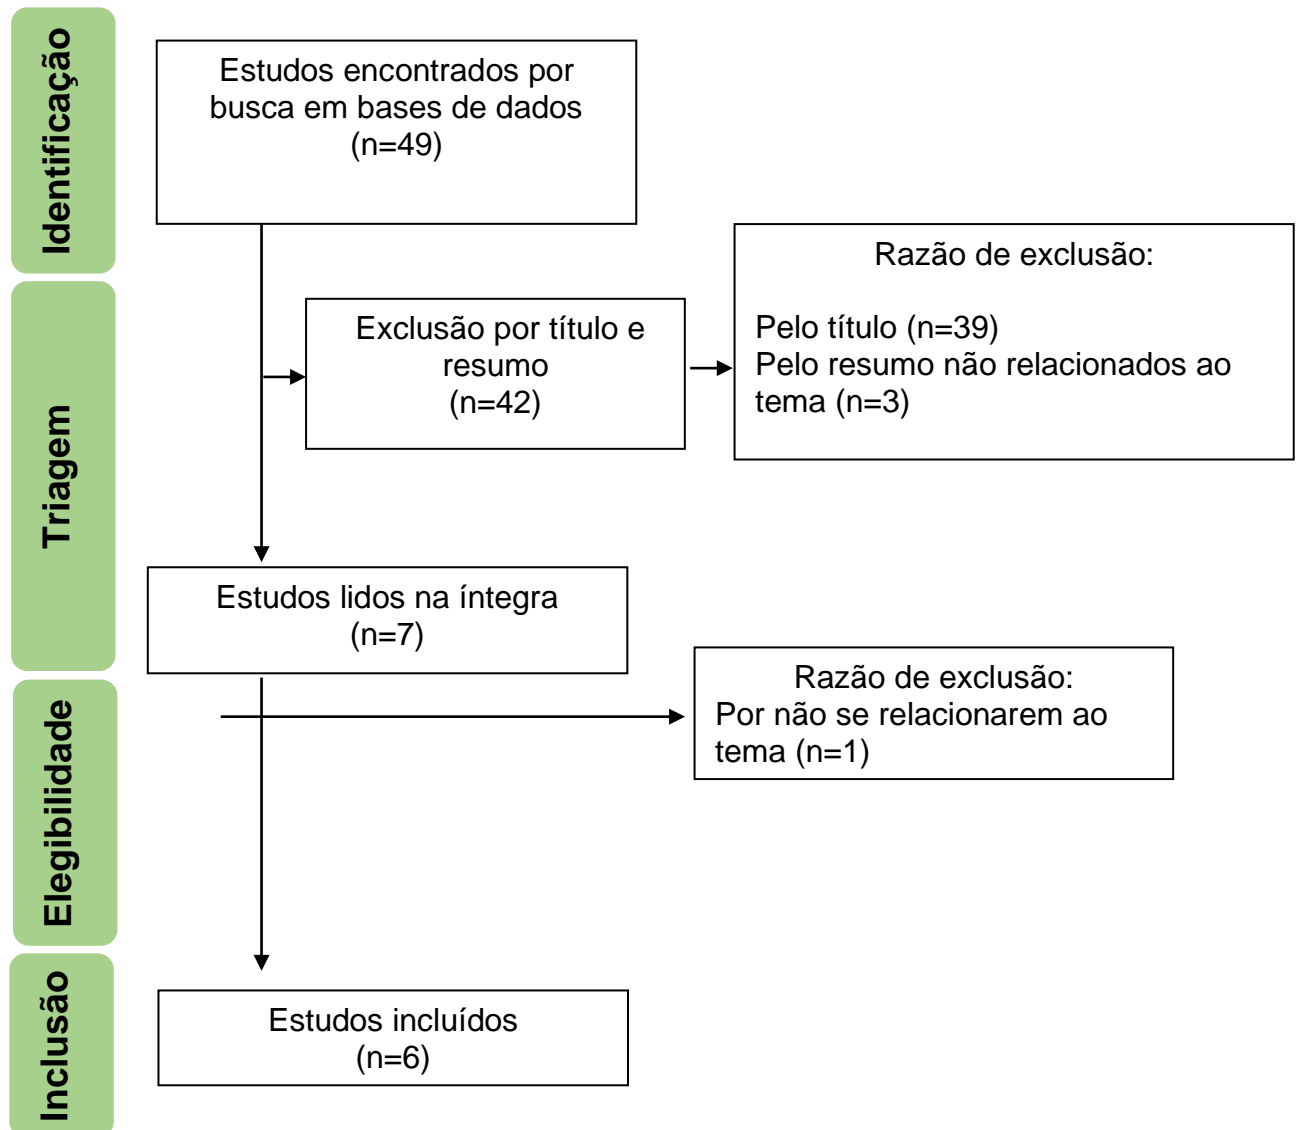 Identificação
Estudos encontrados por
busca em bases de dados
(n=49)
Razão de exclusão:
Pelo título (n=39)
Pelo resumo não relacionados ao
tema (n=3)
Triagem
Exclusão por título e
resumo
(n=42)
Estudos lidos na íntegra
(n=7)
Elegibilidade
Razão de exclusão:
Por não se relacionarem ao
tema (n=1)
Inclusão
Estudos incluídos
(n=6)